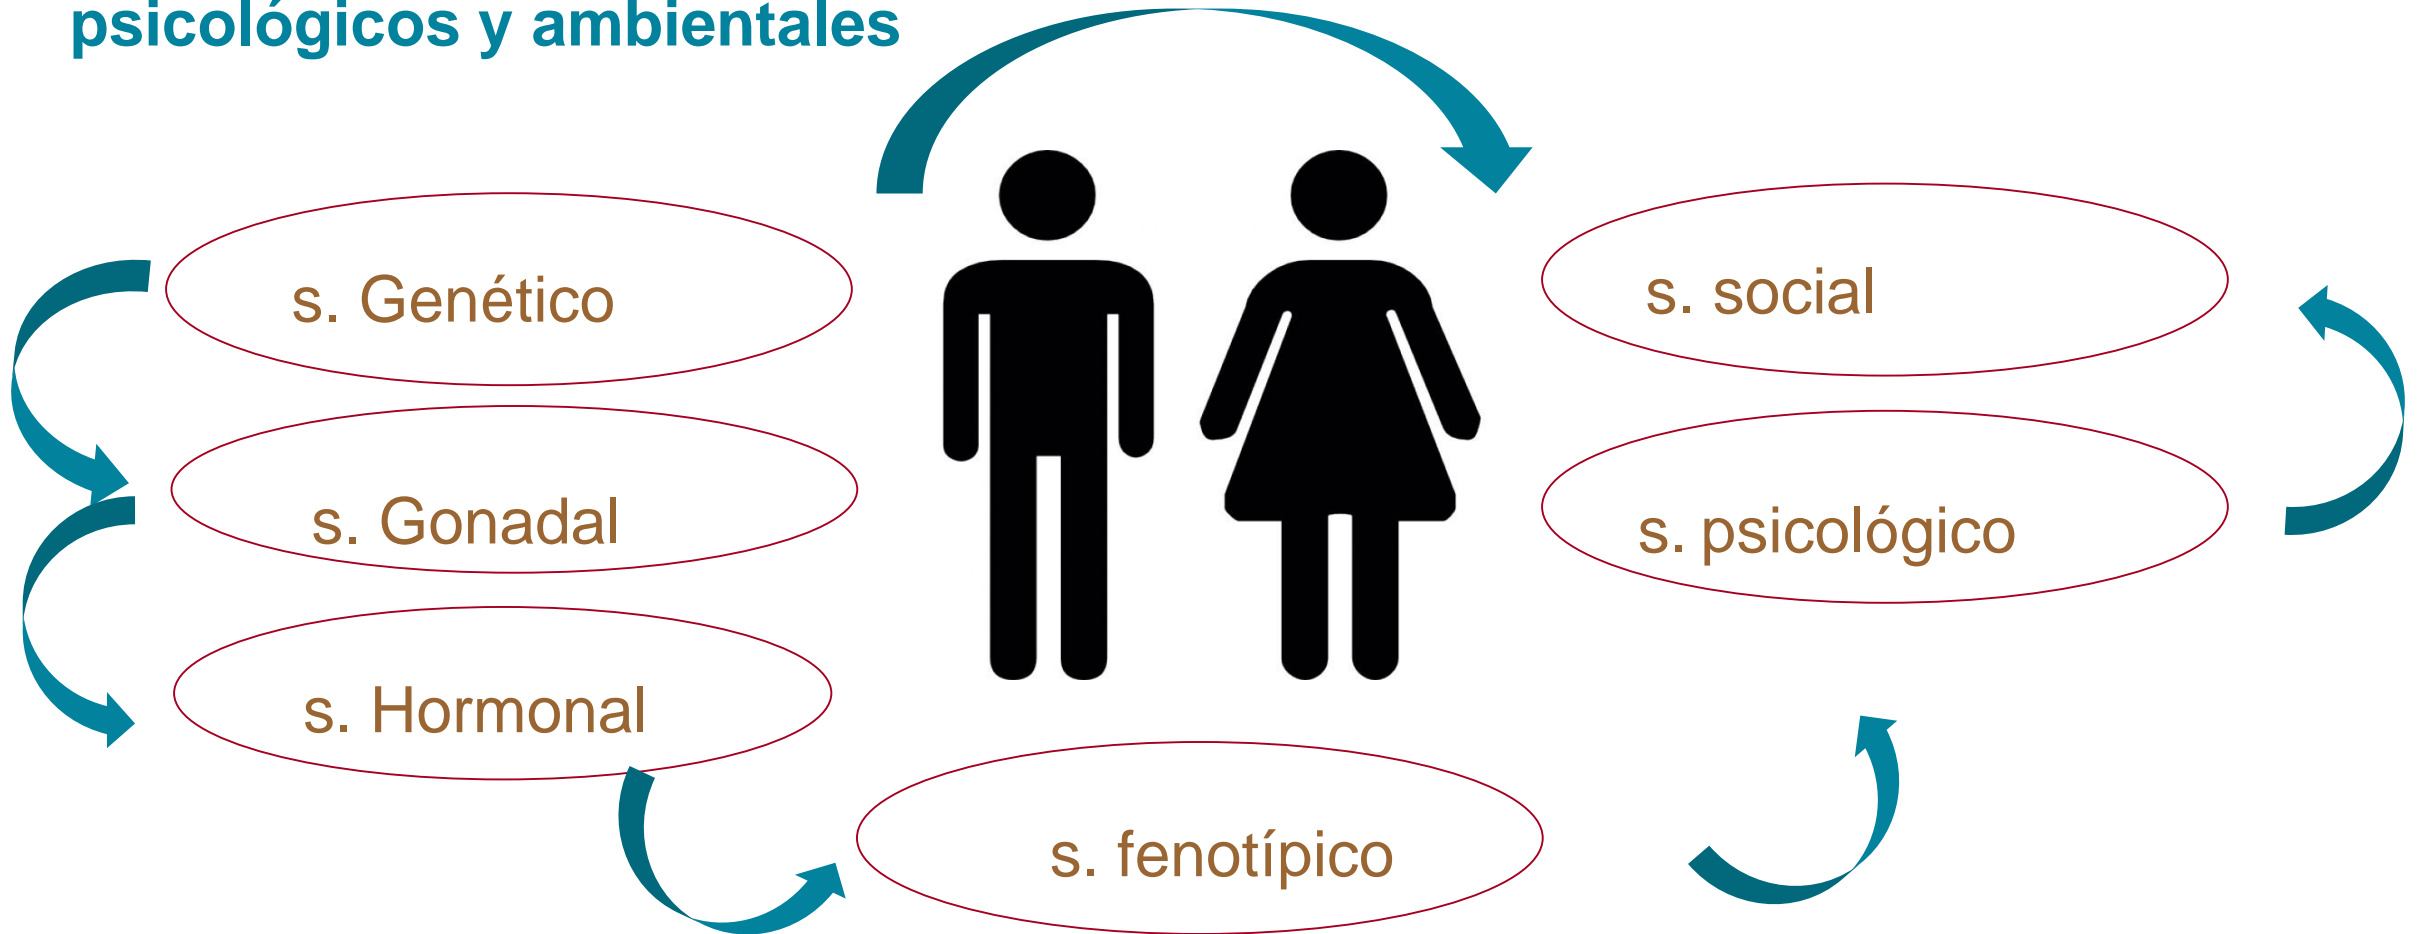 psicológicos y ambientales
s. Genético
s. Gonadal
s. Hormonal
s. fenotípico
s. psicológico
s. social